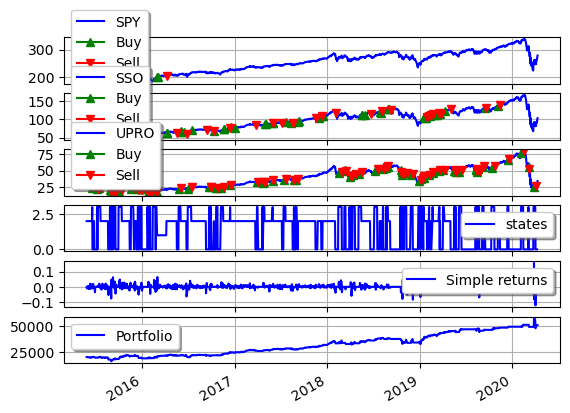 SPY
Buy
Sell
300
200
SSO
Buy
Sell
150
100
50
UPRO
Buy
Sell
75
50
25
2.5
0.0
states
0.1
0.0
−0.1
Simple returns
50000
25000
Portfolio
2016 2017 2018 2019 2020